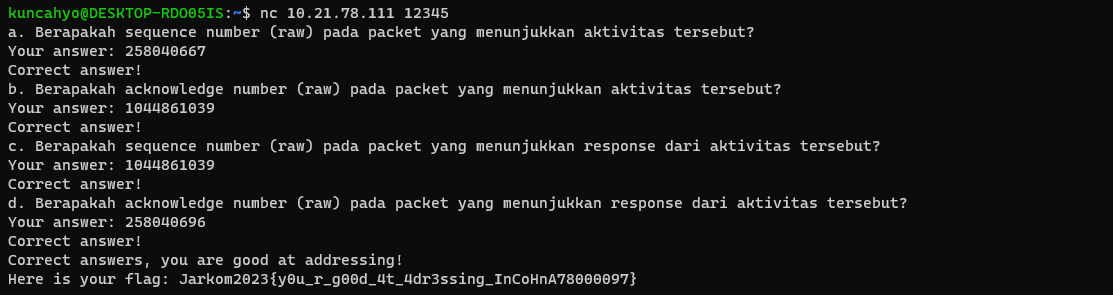 kuncahyo@DESKTOP-RDO05IS:~$ nc 10.21.78.111 12345
a. Berapakah sequence number (raw) pada packet yang menunjukkan aktivitas tersebut?
Your answer: 258040667
Correct answer!
b. Berapakah acknowledge number (raw) pada packet yang menunjukkan aktivitas tersebut?
Your answer: 1044861039
Correct answer!
c. Berapakah sequence number (raw) pada packet yang menunjukkan response dari aktivitas tersebut?
Your answer: 1044861039
Correct answer!
d. Berapakah acknowledge number (raw) pada packet yang menunjukkan response dari aktivitas tersebut?
Your answer: 258040696
Correct answer!
Correct answers, you are good at addressing!
Here is your flag: Jarkom2023{y0u_r_g00d_4t_4dr3ssing_InCoHnA78000097}